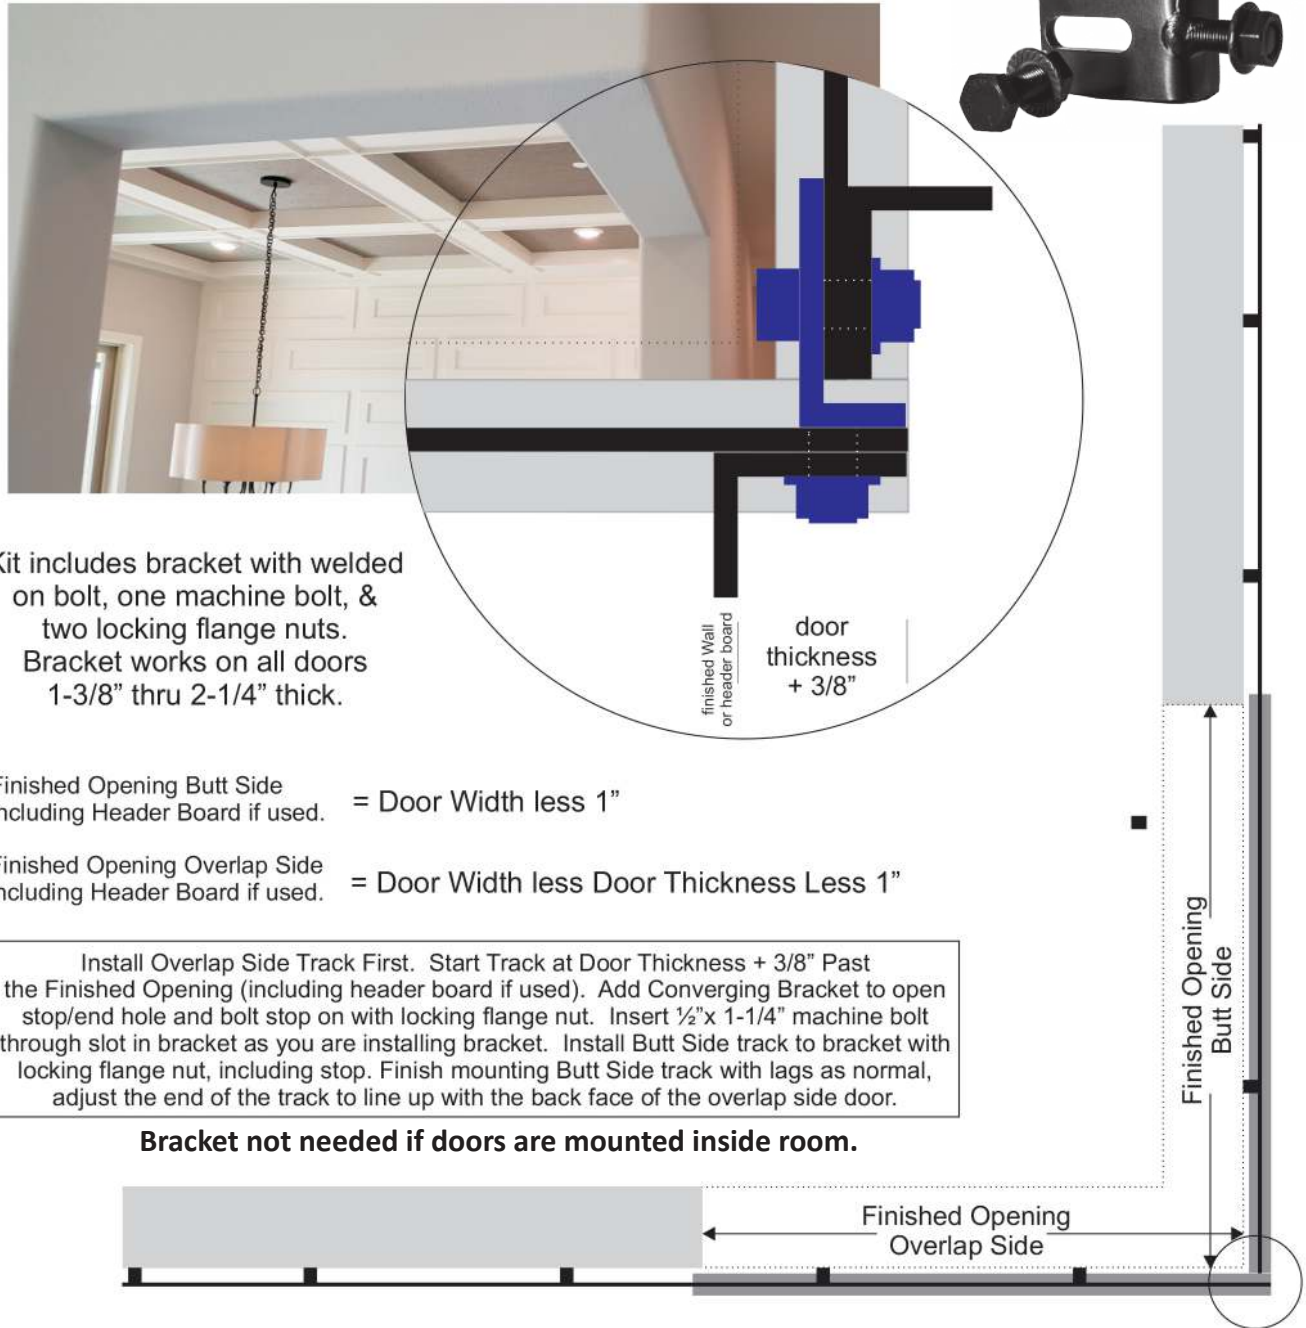 Kit includes bracket with welded
on bolt, one machine bolt, &
two locking flange nuts.
Bracket works on all doors
1-3/8” thru 2-1/4” thick.
finished Wall
or header board
door
thickness
+ 3/8”
Finished Opening Butt Side
including Header Board if used.
= Door Width less 1”
Finished Opening Overlap Side
including Header Board if used.
= Door Width less Door Thickness Less 1”
Install Overlap Side Track First. Start Track at Door Thickness + 3/8” Past
the Finished Opening (including header board if used). Add Converging Bracket to open
stop/end hole and bolt stop on with locking flange nut. Insert ½”x 1-1/4” machine bolt
through slot in bracket as you are installing bracket. Install Butt Side track to bracket with
locking flange nut, including stop. Finish mounting Butt Side track with lags as normal,
adjust the end of the track to line up with the back face of the overlap side door.
Bracket not needed if doors are mounted inside room.
Finished Opening
Butt Side
Finished Opening
Overlap Side